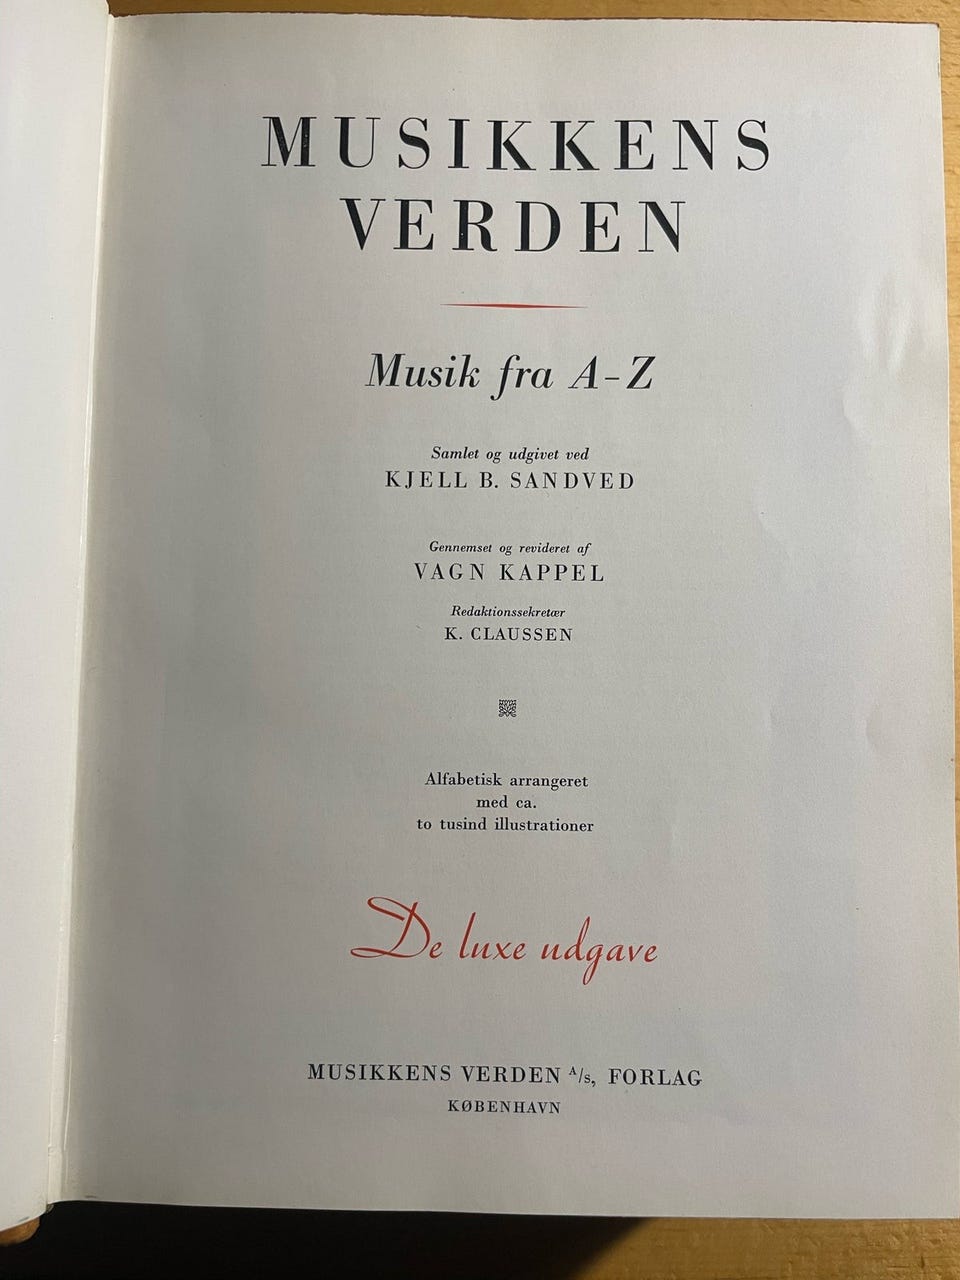 MUSIKKENS
VERDEN
Musik fra A-Z
Samlet og udgivet ved
KJELL B. SANDVED
Gennemset og revideret af
VAGN KAPPEL
Redaktionssekretær
K. CLAUSSEN
Alfabetisk arrangeret
med ca.
to tusind illustrationer
De luxe udgave
MUSIKKENS VERDEN A/s, FORLAG
KØBENHAVN